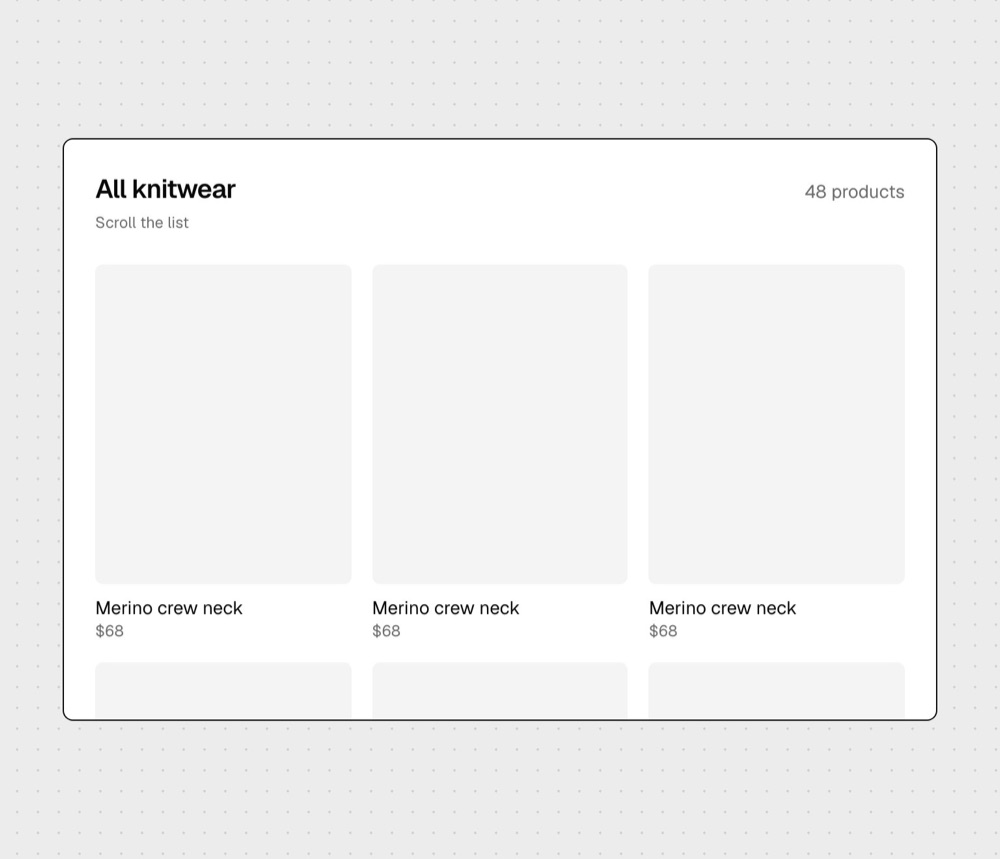 All knitwear
48 products
Scroll the list
Merino crew neck
Merino crew neck
Merino crew neck
$68
$68
$68